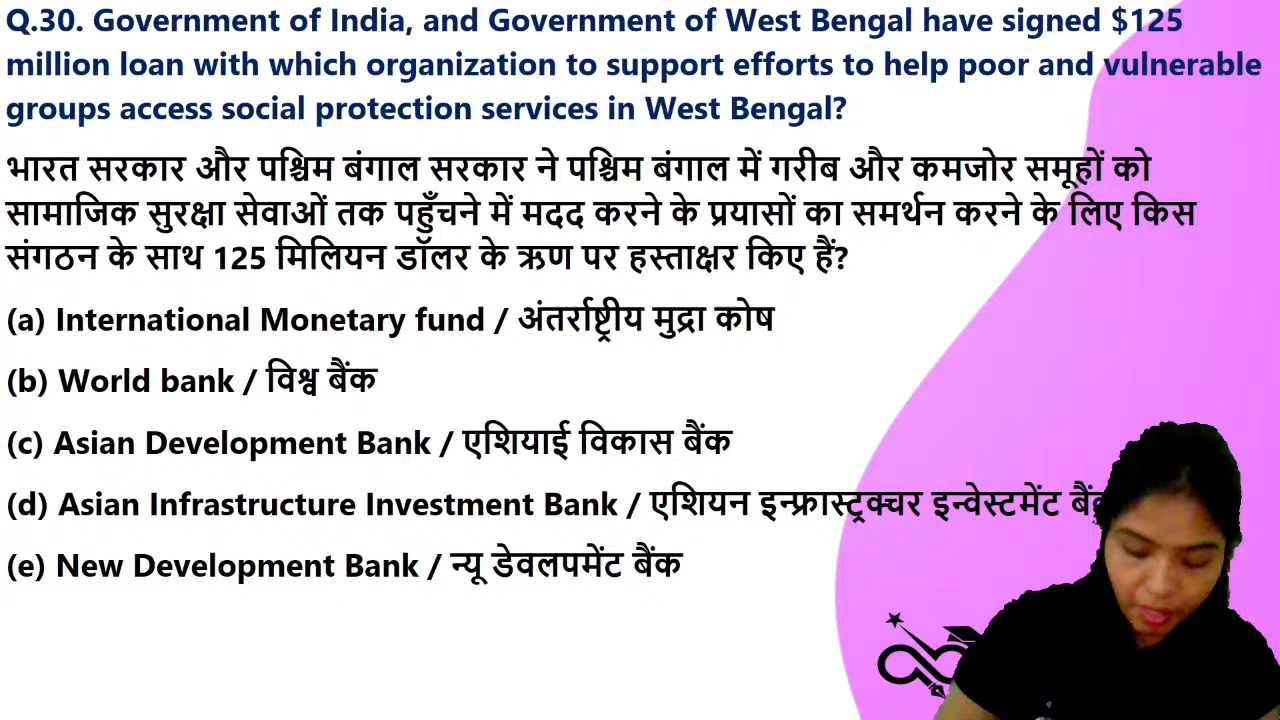 Q.30. Government of India, and Government of West Bengal have signed $125
million loan with which organization to support efforts to help poor and vulnerable
groups access social protection services in West Bengal?
भारत सरकार और पश्चिम बंगाल सरकार ने पश्चिम बंगाल में गरीब और कमजोर समूहों को
सामाजिक सुरक्षा सेवाओं तक पहुँचने में मदद करने के प्रयासों का समर्थन करने के लिए किस
संगठन के साथ 125 मिलियन डॉलर के ऋण पर हस्ताक्षर किए हैं?
(a) International Monetary fund / अंतर्राष्ट्रीय मुद्रा कोष
(b) World bank / विश्व बैंक
(c) Asian Development Bank / एशियाई विकास बैंक
(d) Asian Infrastructure Investment Bank / एशियन इन्फ्रास्ट्रक्चर इन्वेस्टमेंट
(e) New Development Bank / न्यू डेवलपमेंट बैंक